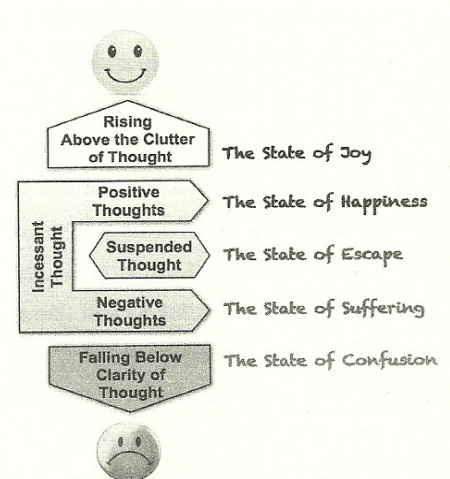 Rising
Above the Clutter
of Thought
The State of Joy
Incessant
Thought
Positive
Thoughts
The State of Happiness
Suspended
Thought
The State of Escape
Negative
Thoughts
The State of Suffering
Falling Below
Clarity of
Thought
The State of Confusion